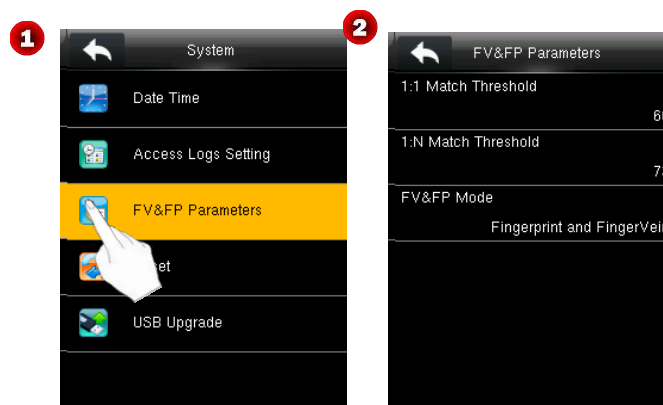 1
System
Date Time
Access Logs Setting
FV&FP Parameters
USB Upgrade
2
FV&FP Parameters
1:1 Match Threshold
1:N Match Threshold
FV&FP Mode
Fingerprint and